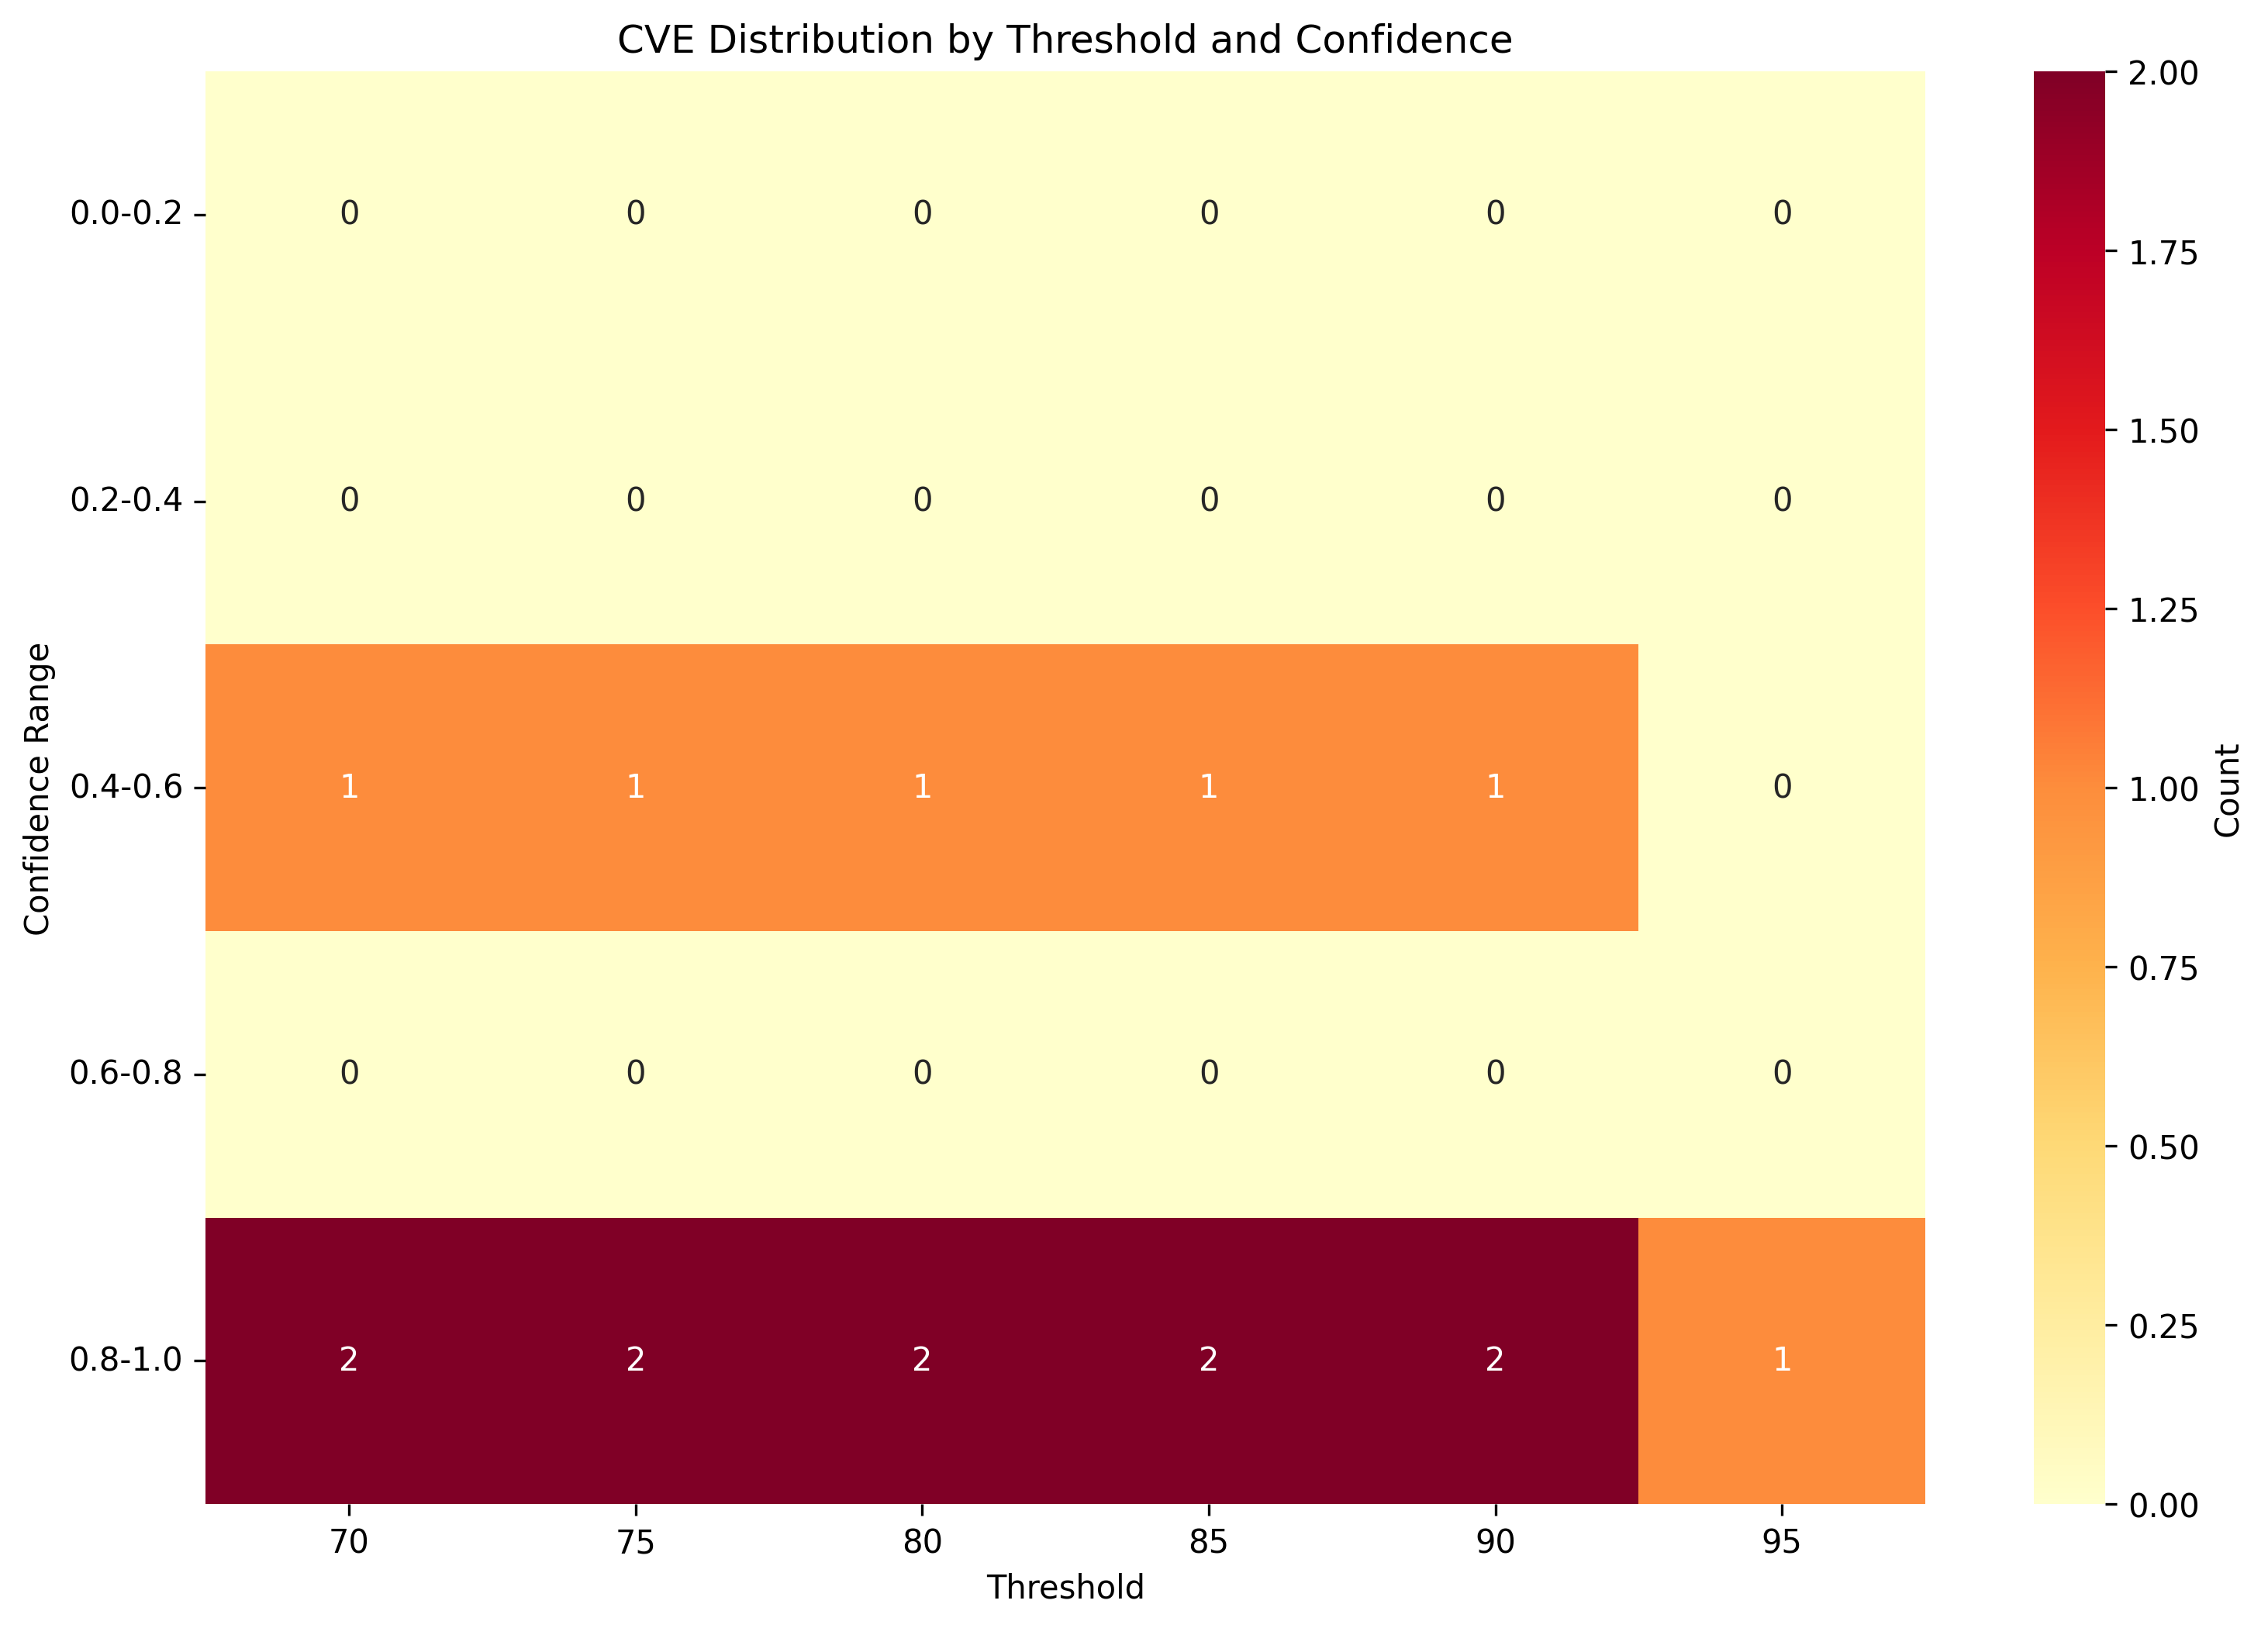 CVE Distribution by Threshold and Confidence
Confidence Range
0.0-0.2 0 0 0 0 0 0
0.2-0.4 0 0 0 0 0 0
0.4-0.6 1 1 1 1 1 0
0.6-0.8 0 0 0 0 0 0
0.8-1.0 2 2 2 2 2 1
70 75 80 85 90 95
Threshold
2.00
1.75
1.50
1.25
1.00
0.75
0.50
0.25
0.00
Count